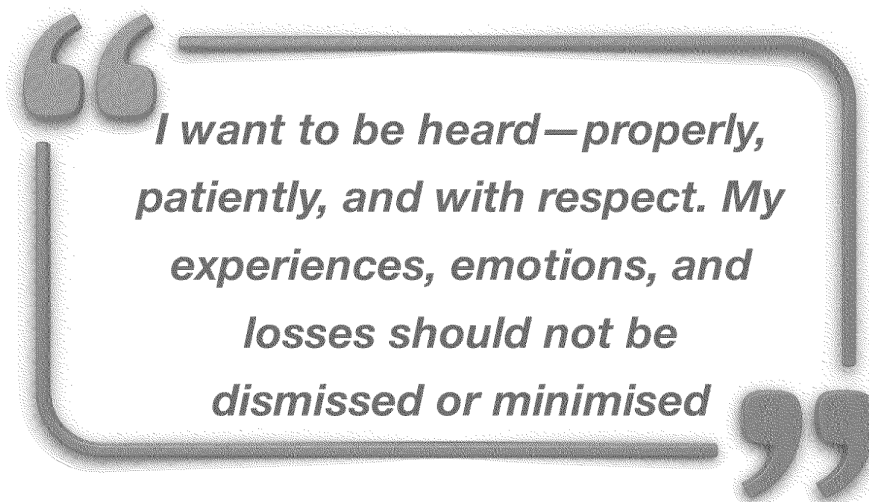 I want to be heard—properly,
patiently, and with respect. My
experiences, emotions, and
losses should not be
dismissed or minimised